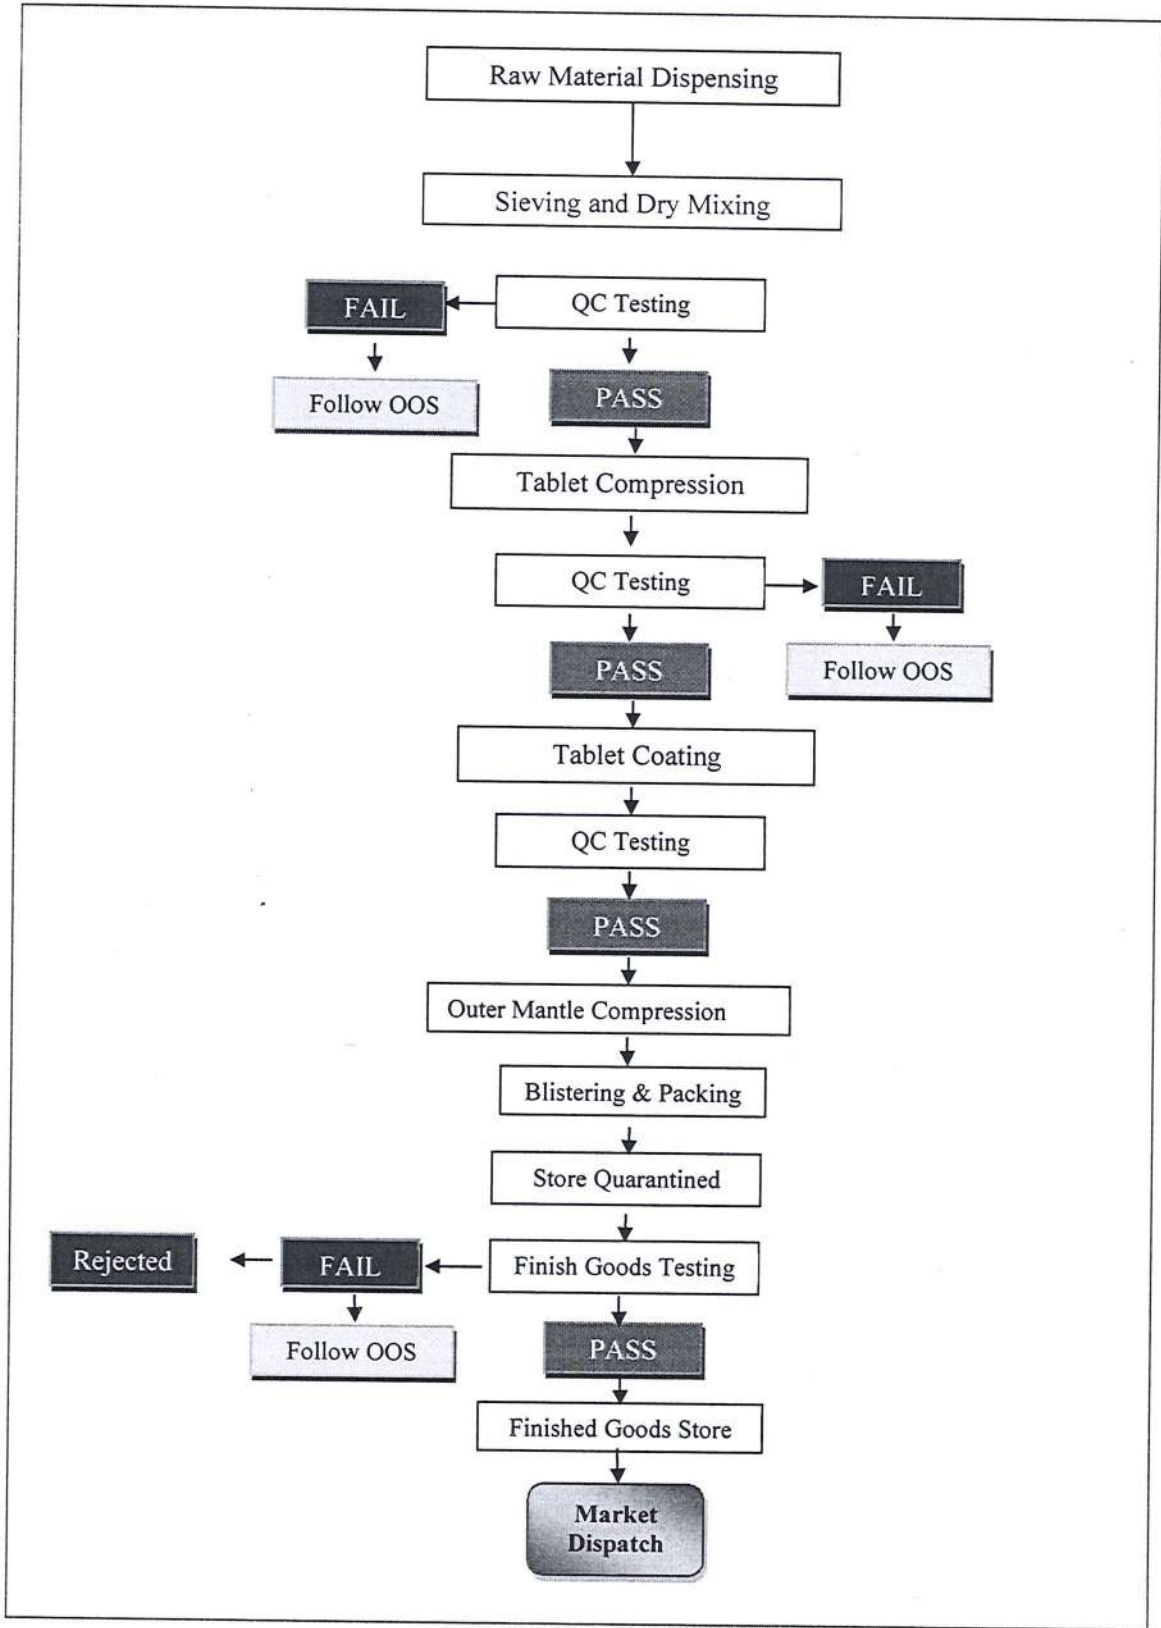 Raw Material Dispensing
Sieving and Dry Mixing
FAIL
QC Testing
Follow OOS
PASS
Tablet Compression
QC Testing
FAIL
PASS
Follow OOS
Tablet Coating
QC Testing
PASS
Outer Mantle Compression
Blistering & Packing
Store Quarantined
Rejected
FAIL
Finish Goods Testing
Follow OOS
PASS
Finished Goods Store
Market
Dispatch